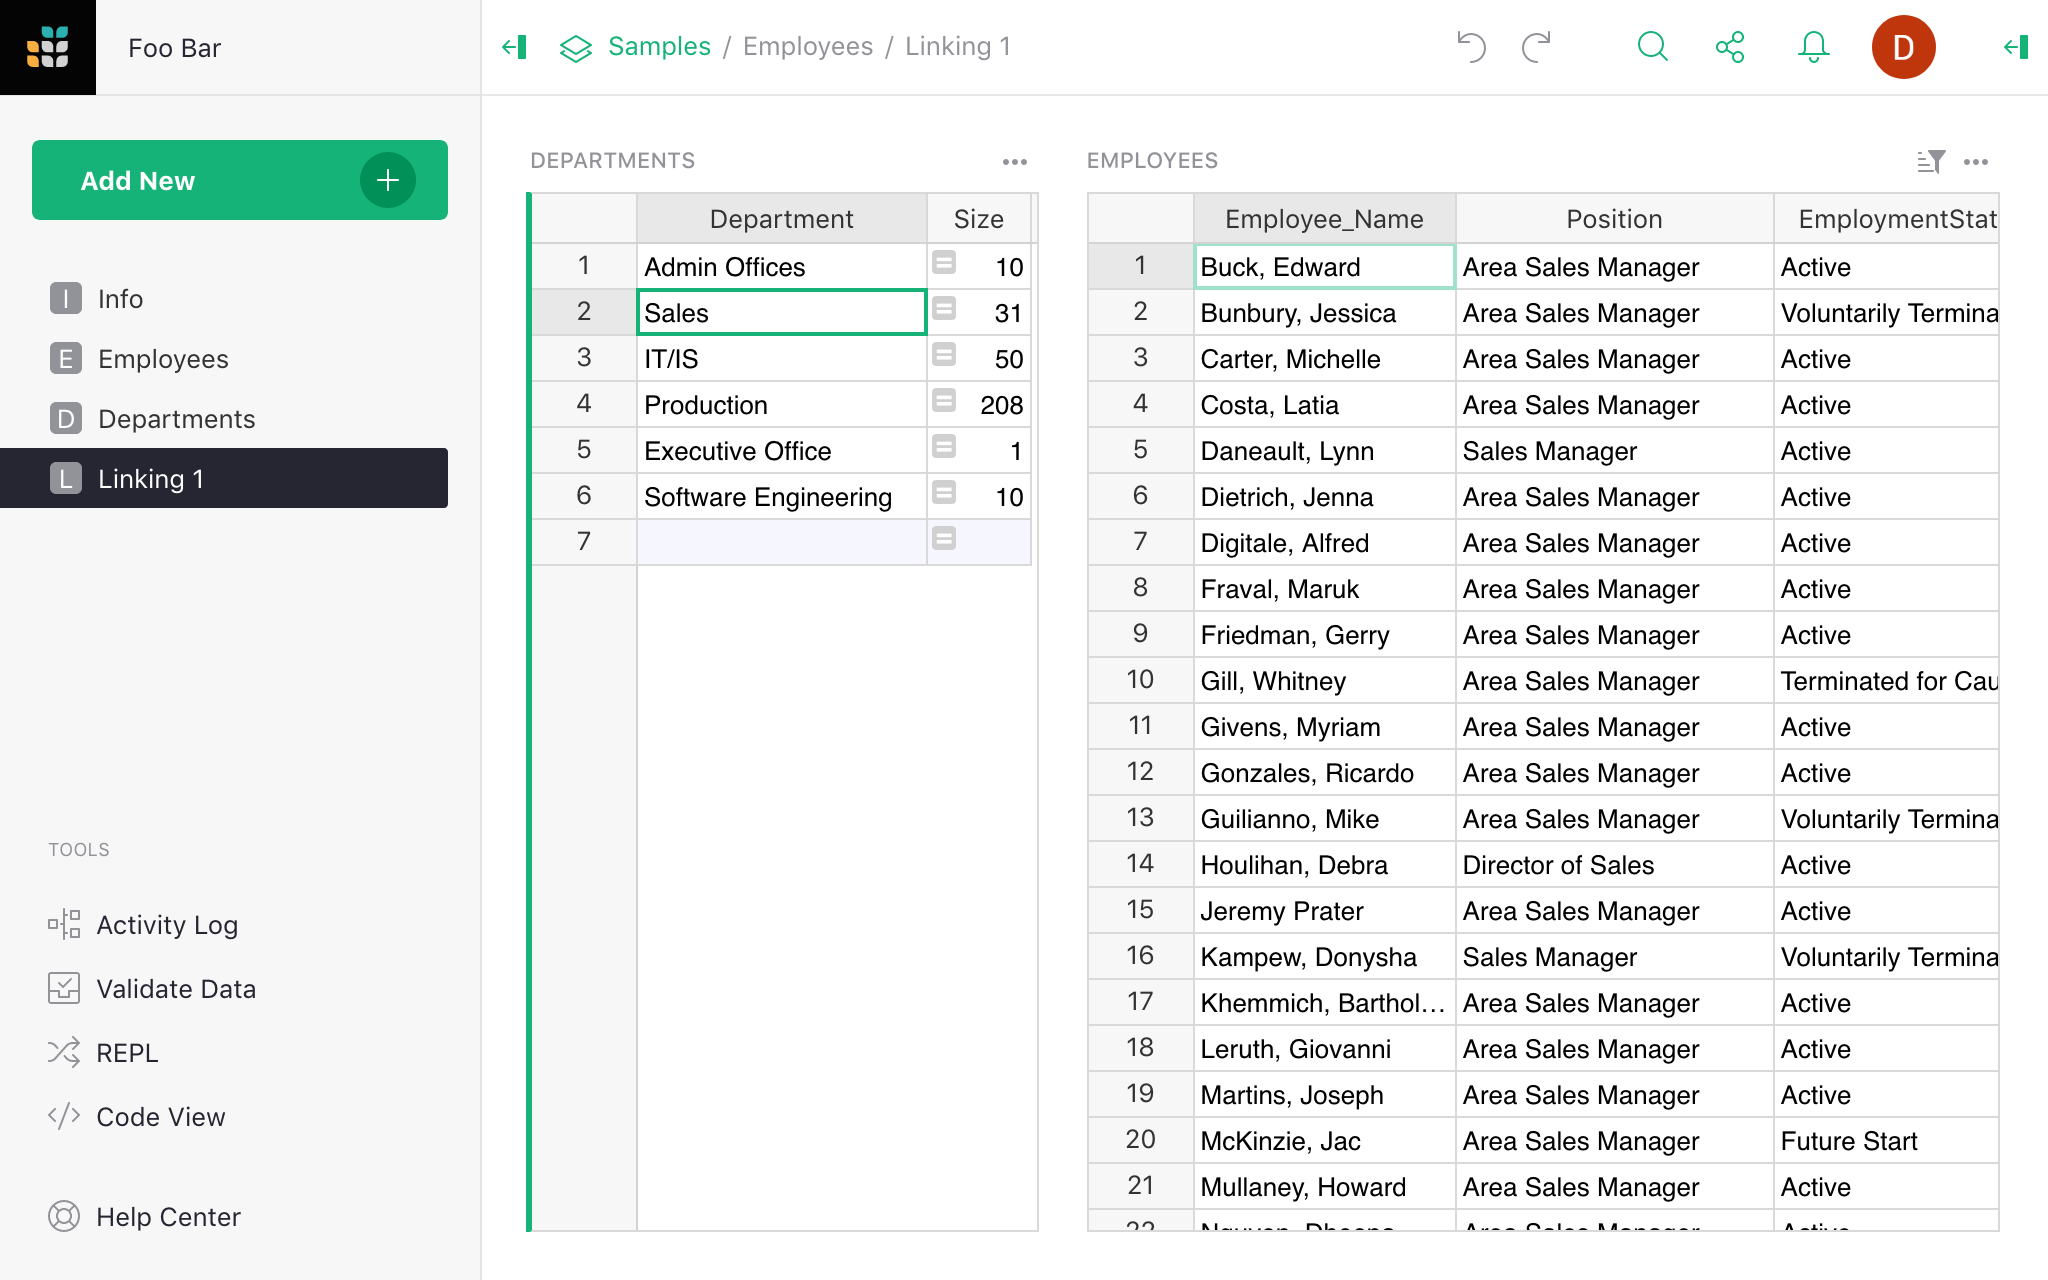 Foo Bar
Samples / Employees / Linking 1
D
Add New
I Info
E Employees
D Departments
L Linking 1
TOOLS
Activity Log
Validate Data
REPL
Code View
Help Center
DEPARTMENTS
Department Size
1 Admin Offices = 10
2 Sales = 31
3 IT/IS = 50
4 Production = 208
5 Executive Office = 1
6 Software Engineering = 10
7 =
EMPLOYEES
Employee_Name Position EmploymentStat
1 Buck, Edward Area Sales Manager Active
2 Bunbury, Jessica Area Sales Manager Voluntarily Termina
3 Carter, Michelle Area Sales Manager Active
4 Costa, Latia Area Sales Manager Active
5 Daneault, Lynn Sales Manager Active
6 Dietrich, Jenna Area Sales Manager Active
7 Digitale, Alfred Area Sales Manager Active
8 Fraval, Maruk Area Sales Manager Active
9 Friedman, Gerry Area Sales Manager Active
10 Gill, Whitney Area Sales Manager Terminated for Cau
11 Givens, Myriam Area Sales Manager Active
12 Gonzales, Ricardo Area Sales Manager Active
13 Guilianno, Mike Area Sales Manager Voluntarily Termina
14 Houlihan, Debra Director of Sales Active
15 Jeremy Prater Area Sales Manager Active
16 Kampew, Donysha Sales Manager Voluntarily Termina
17 Khemmich, Barthol… Area Sales Manager Active
18 Leruth, Giovanni Area Sales Manager Active
19 Martins, Joseph Area Sales Manager Active
20 McKinzie, Jac Area Sales Manager Future Start
21 Mullaney, Howard Area Sales Manager Active
22 Area Sales Manager Active